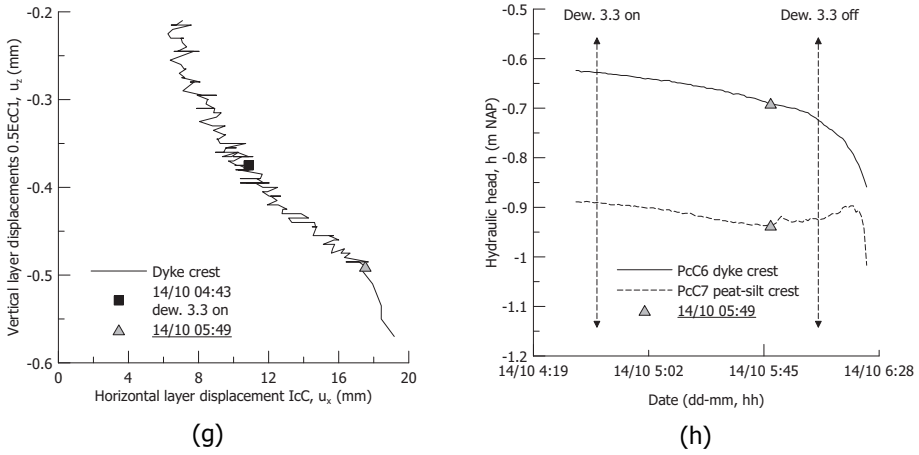 -0.2
-0.3
-0.4
-0.5
-0.6
Vertical layer displacements 0.5EcC1, u_z (mm)
Dyke crest
14/10 04:43
dew. 3.3 on
14/10 05:49
0 4 8 12 16 20
Horizontal layer displacement IcC, u_x (mm)
(g)
-0.5
-0.6
-0.7
-0.8
-0.9
-1
-1.1
-1.2
Hydraulic head, h (m NAP)
Dew. 3.3 on
Dew. 3.3 off
PcC6 dyke crest
PcC7 peat-silt crest
14/10 05:49
14/10 4:19 14/10 5:02 14/10 5:45 14/10 6:28
Date (dd-mm, hh)
(h)